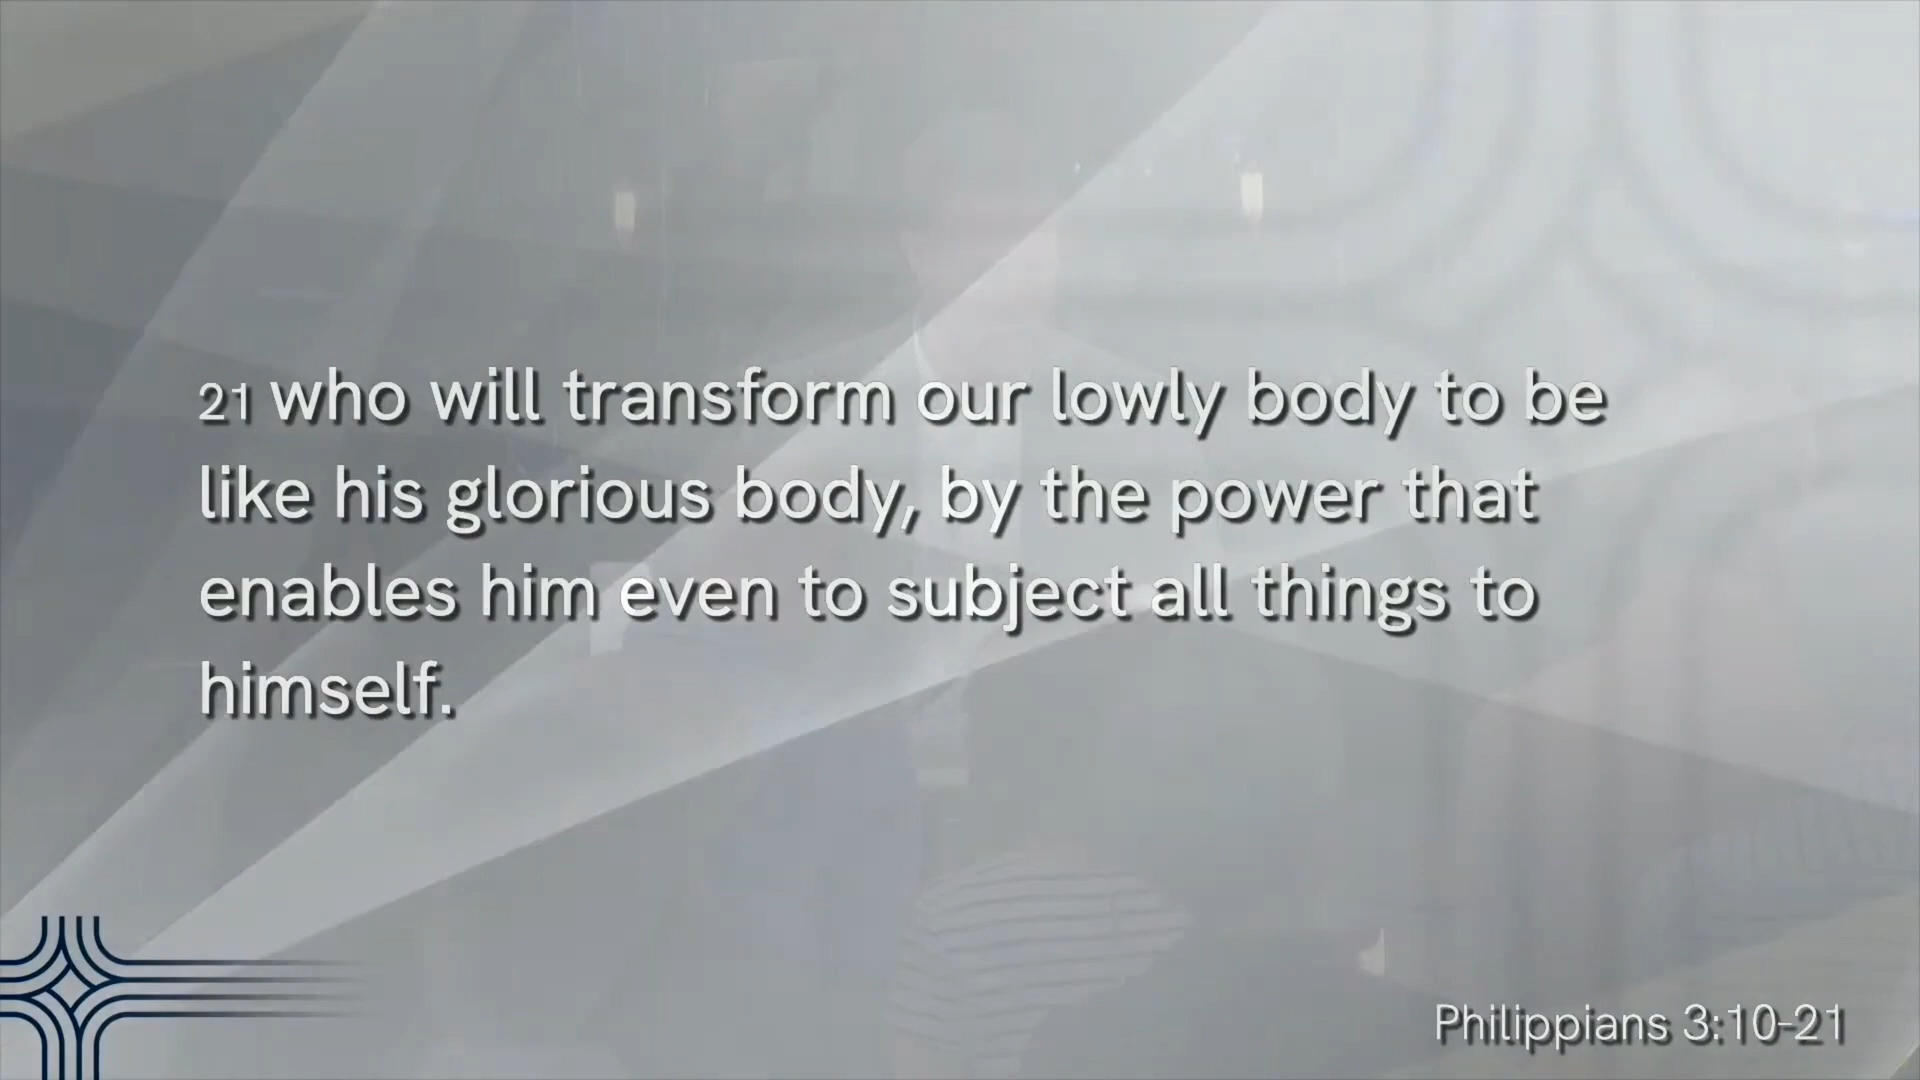 21 who will transform our lowly body to be
like his glorious body, by the power that
enables him even to subject all things to
himself.
Philippians 3:10-21